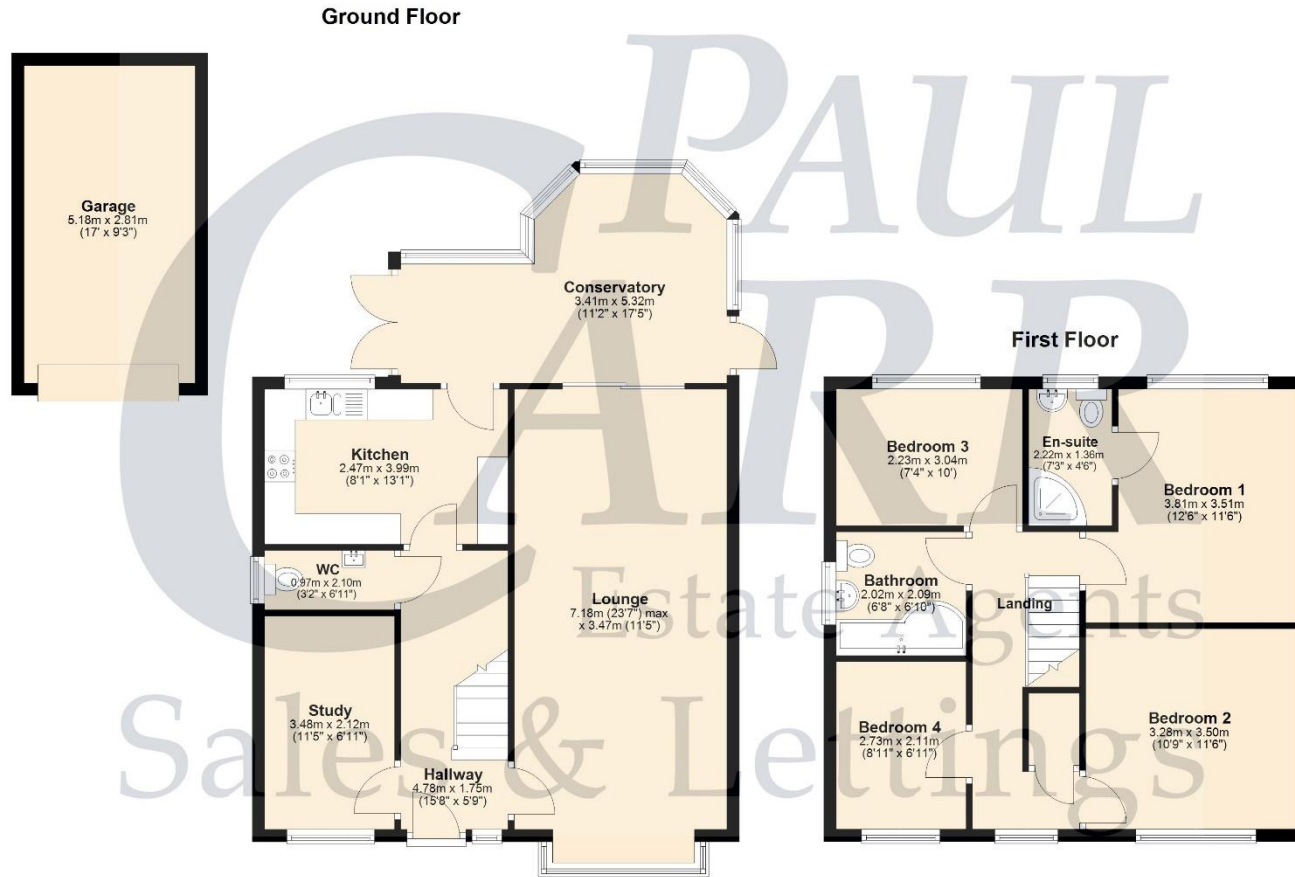 Ground Floor
PAUL
CARR
Estate Agents
Sales & Lettings
Garage
5.18m x 2.81m
(17' x 9'3")
Conservatory
3.41m x 5.32m
(11'2" x 17'5")
Kitchen
2.47m x 3.99m
(8'1" x 13'1")
WC
0.97m x 2.10m
(3'2" x 6'11")
Lounge
7.18m (23'7") max
x 3.47m (11'5")
Study
3.48m x 2.12m
(11'5" x 6'11")
Hallway
4.78m x 1.75m
(15'8" x 5'9")
First Floor
Bedroom 3
2.23m x 3.04m
(7'4" x 10')
En-suite
2.22m x 1.36m
(7'3" x 4'6")
Bedroom 1
3.81m x 3.51m
(12'6" x 11'6")
Bathroom
2.02m x 2.09m
(6'8" x 6'10")
Landing
Bedroom 4
2.73m x 2.11m
(8'11" x 6'11")
Bedroom 2
3.28m x 3.50m
(10'9" x 11'6")